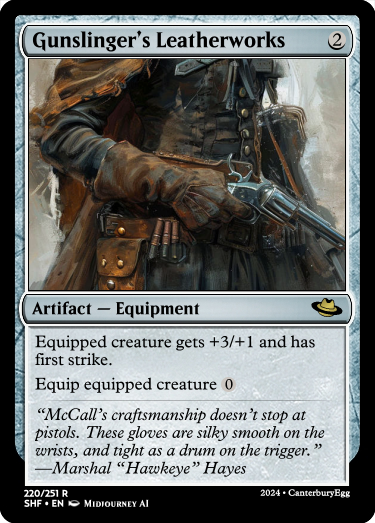 Gunslinger's Leatherworks 2
Artifact — Equipment
Equipped creature gets +3/+1 and has
first strike.
Equip equipped creature 0
“McCall's craftsmanship doesn't stop at
pistols. These gloves are silky smooth on the
wrists, and tight as a drum on the trigger.”
—Marshal “Hawkeye” Hayes
220/251 R
SHF • EN Midjourney AI
2024 • CanterburyEgg